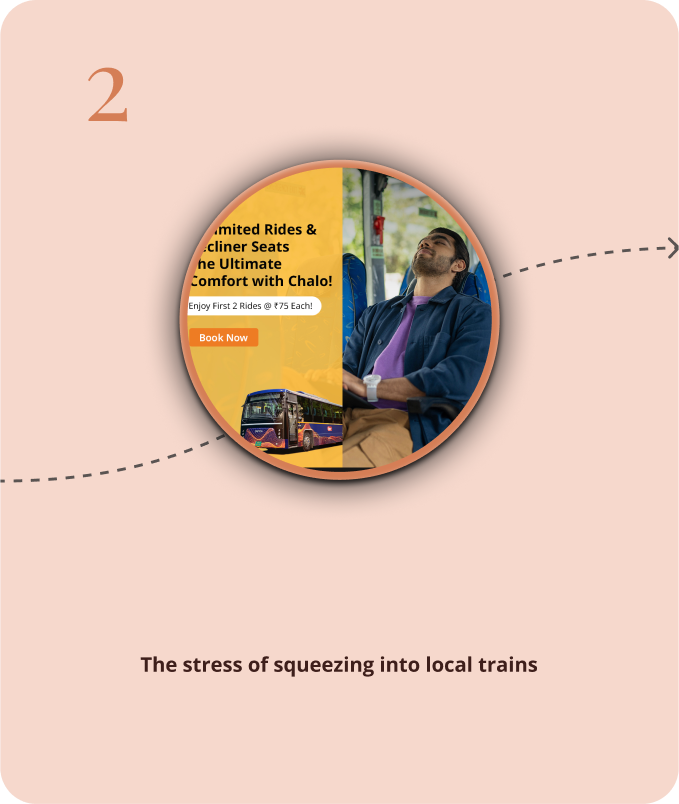 2
imited Rides &
cliner Seats
he Ultimate
Comfort with Chalo!
Enjoy First 2 Rides @ ₹75 Each!
Book Now
The stress of squeezing into local trains